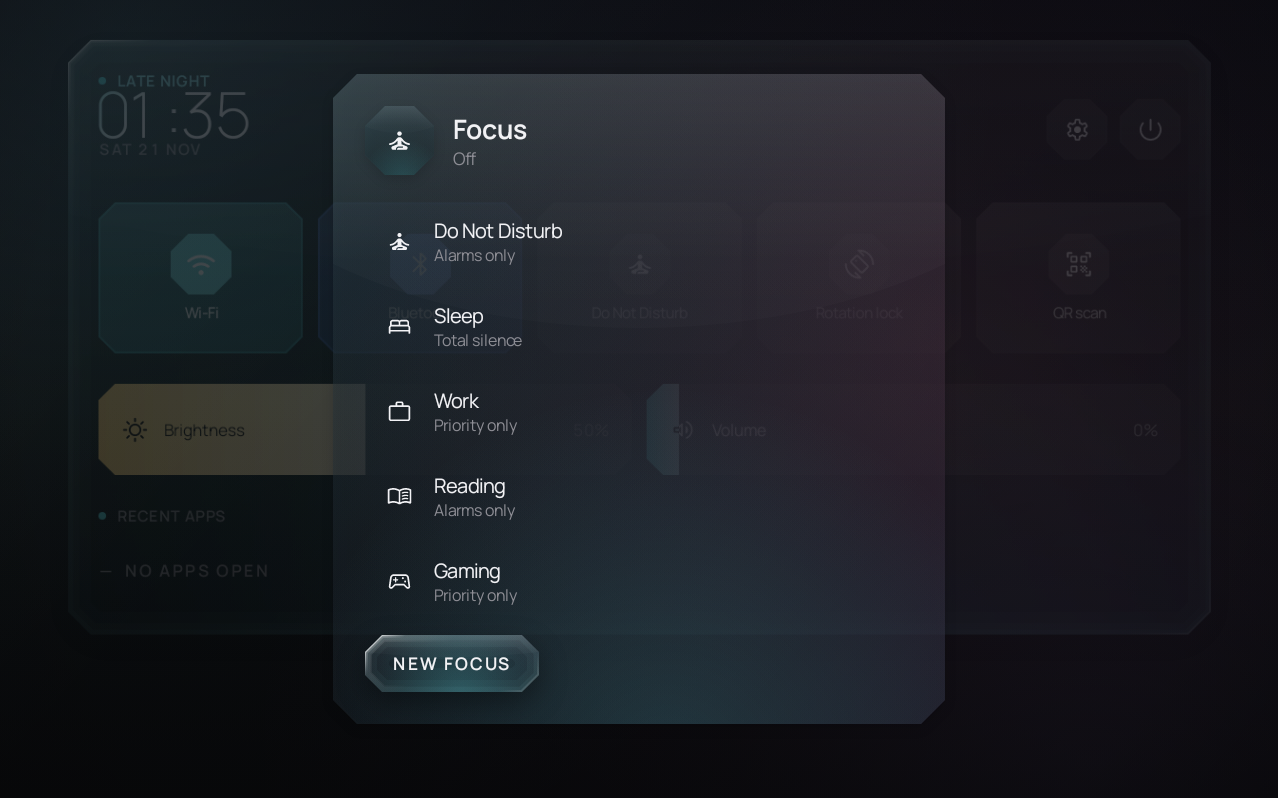 LATE NIGHT
01:35
SAT 21 NOV
Focus
Off
Do Not Disturb
Alarms only
Sleep
Total silence
Work
Priority only
Reading
Alarms only
Gaming
Priority only
NEW FOCUS
Wi-Fi
Do Not Disturb
Rotation lock
QR scan
Brightness
50%
Volume
0%
RECENT APPS
NO APPS OPEN